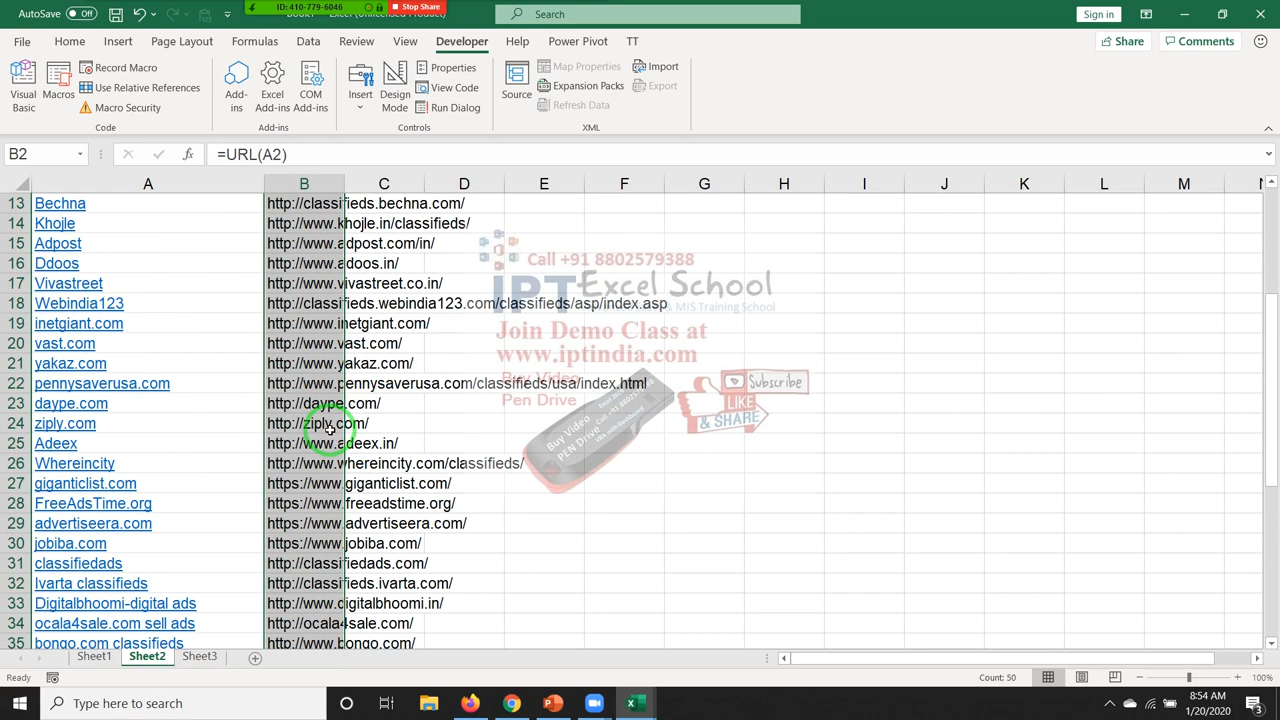 AutoSave Off
ID: 410-779-6046 Stop Share
Search
Sign in
File Home Insert Page Layout Formulas Data Review View Developer Help Power Pivot TT Share Comments
Visual Basic
Macros
Record Macro
Use Relative References
Macro Security
Code
Add-ins
Excel Add-ins
COM Add-ins
Add-ins
Insert
Design Mode
Properties
View Code
Run Dialog
Controls
Source
Map Properties
Expansion Packs
Refresh Data
Import
Export
XML
B2 fx =URL(A2)
A B C D E F G H I J K L M
13 Bechna http://classifieds.bechna.com/
14 Khojle http://www.khojle.in/classifieds/
15 Adpost http://www.adpost.com/in/
16 Ddoos http://www.adoos.in/
17 Vivastreet http://www.vivastreet.co.in/
18 Webindia123 http://classifieds.webindia123.com/classifieds/asp/index.asp
19 inetgiant.com http://www.inetgiant.com/
20 vast.com http://www.vast.com/
21 yakaz.com http://www.yakaz.com/
22 pennysaverusa.com http://www.pennysaverusa.com/classifieds/usa/index.html
23 daype.com http://daype.com/
24 ziply.com http://ziply.com/
25 Adeex http://www.adeex.in/
26 Whereincity http://www.whereincity.com/classifieds/
27 giganticlist.com https://www.giganticlist.com/
28 FreeAdsTime.org https://www.freeadstime.org/
29 advertiseera.com https://www.advertiseera.com/
30 jobiba.com https://www.jobiba.com/
31 classifiedads http://classifiedads.com/
32 Ivarta classifieds http://classifieds.ivarta.com/
33 Digitalbhoomi-digital ads http://www.digitalbhoomi.in/
34 ocala4sale.com sell ads http://ocala4sale.com/
35 bongo.com classifieds http://www.bongo.com/
Call +91 8802579388
IPT Excel School
& MIS Training School
Join Demo Class at
www.iptindia.com
Buy Video
Pen Drive
Buy Video
PEN Drive
Subscribe
LIKE
& SHARE
Sheet1 Sheet2 Sheet3
Ready Count: 50 100%
Type here to search
8:54 AM
1/20/2020
3